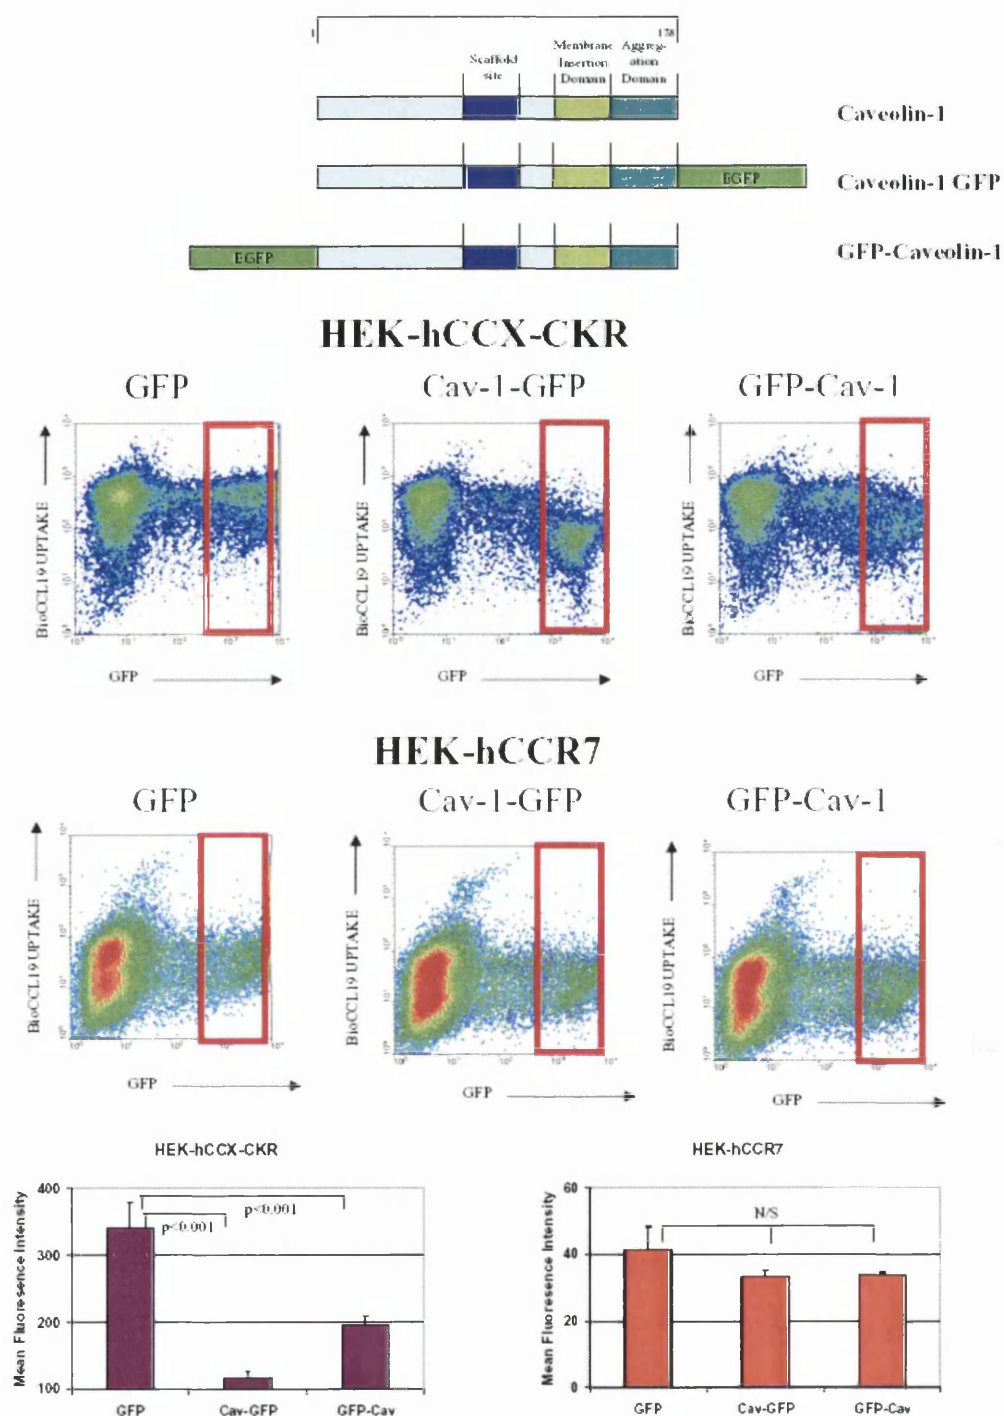 1 178
Scaffold
site
Membrane
Insertion
Domain
Aggreg-
ation
Domain
Caveolin-1
EGFP
Caveolin-1 GFP
EGFP
GFP-Caveolin-1
HEK-hCCX-CKR
GFP
Cav-1-GFP
GFP-Cav-1
BioCCL19 UPTAKE
GFP
BioCCL19 UPTAKE
GFP
BioCCL19 UPTAKE
GFP
HEK-hCCR7
GFP
Cav-1-GFP
GFP-Cav-1
BioCCL19 UPTAKE
GFP
BioCCL19 UPTAKE
GFP
BioCCL19 UPTAKE
GFP
HEK-hCCX-CKR
Mean Fluoresence Intensity
400
300
200
100
p<0.001
p<0.001
GFP Cav-GFP GFP-Cav
HEK-hCCR7
Mean Fluoresence Intensity
60
40
20
0
N/S
GFP Cav-GFP GFP-Cav